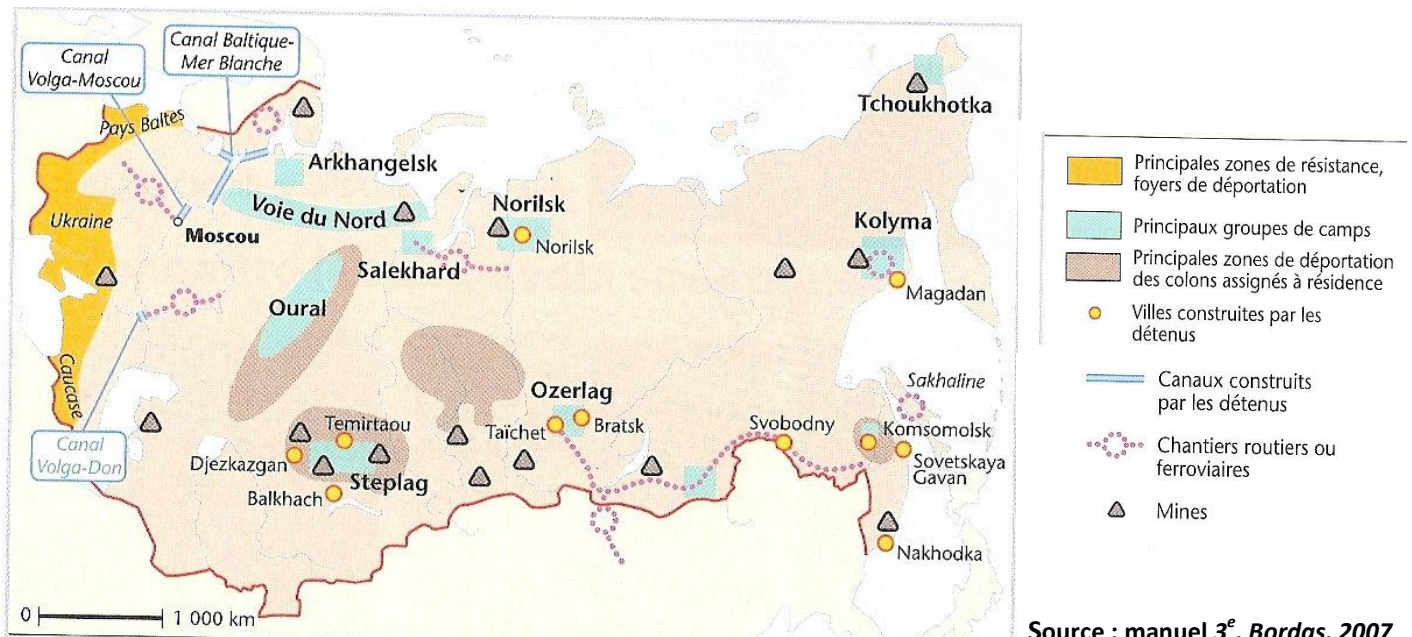 Canal
Volga-Moscou
Canal Baltique-
Mer Blanche
Pays Baltes
Tchoukhotka
Arkhangelsk
Voie du Nord
Norilsk
Norilsk
Ukraine
Moscou
Salekhard
Kolyma
Magadan
Oural
Caucase
Sakhaline
Ozerlag
Taïchet
Bratsk
Svobodny
Komsomolsk
Sovetskaya
Gavan
Temirtaou
Djezkazgan
Steplag
Balkhach
Canal
Volga-Don
Nakhodka
0 1 000 km
Principales zones de résistance,
foyers de déportation
Principaux groupes de camps
Principales zones de déportation
des colons assignés à résidence
Villes construites par les
détenus
Canaux construits
par les détenus
Chantiers routiers ou
ferroviaires
Mines
Source : manuel 3e, Bordas, 2007